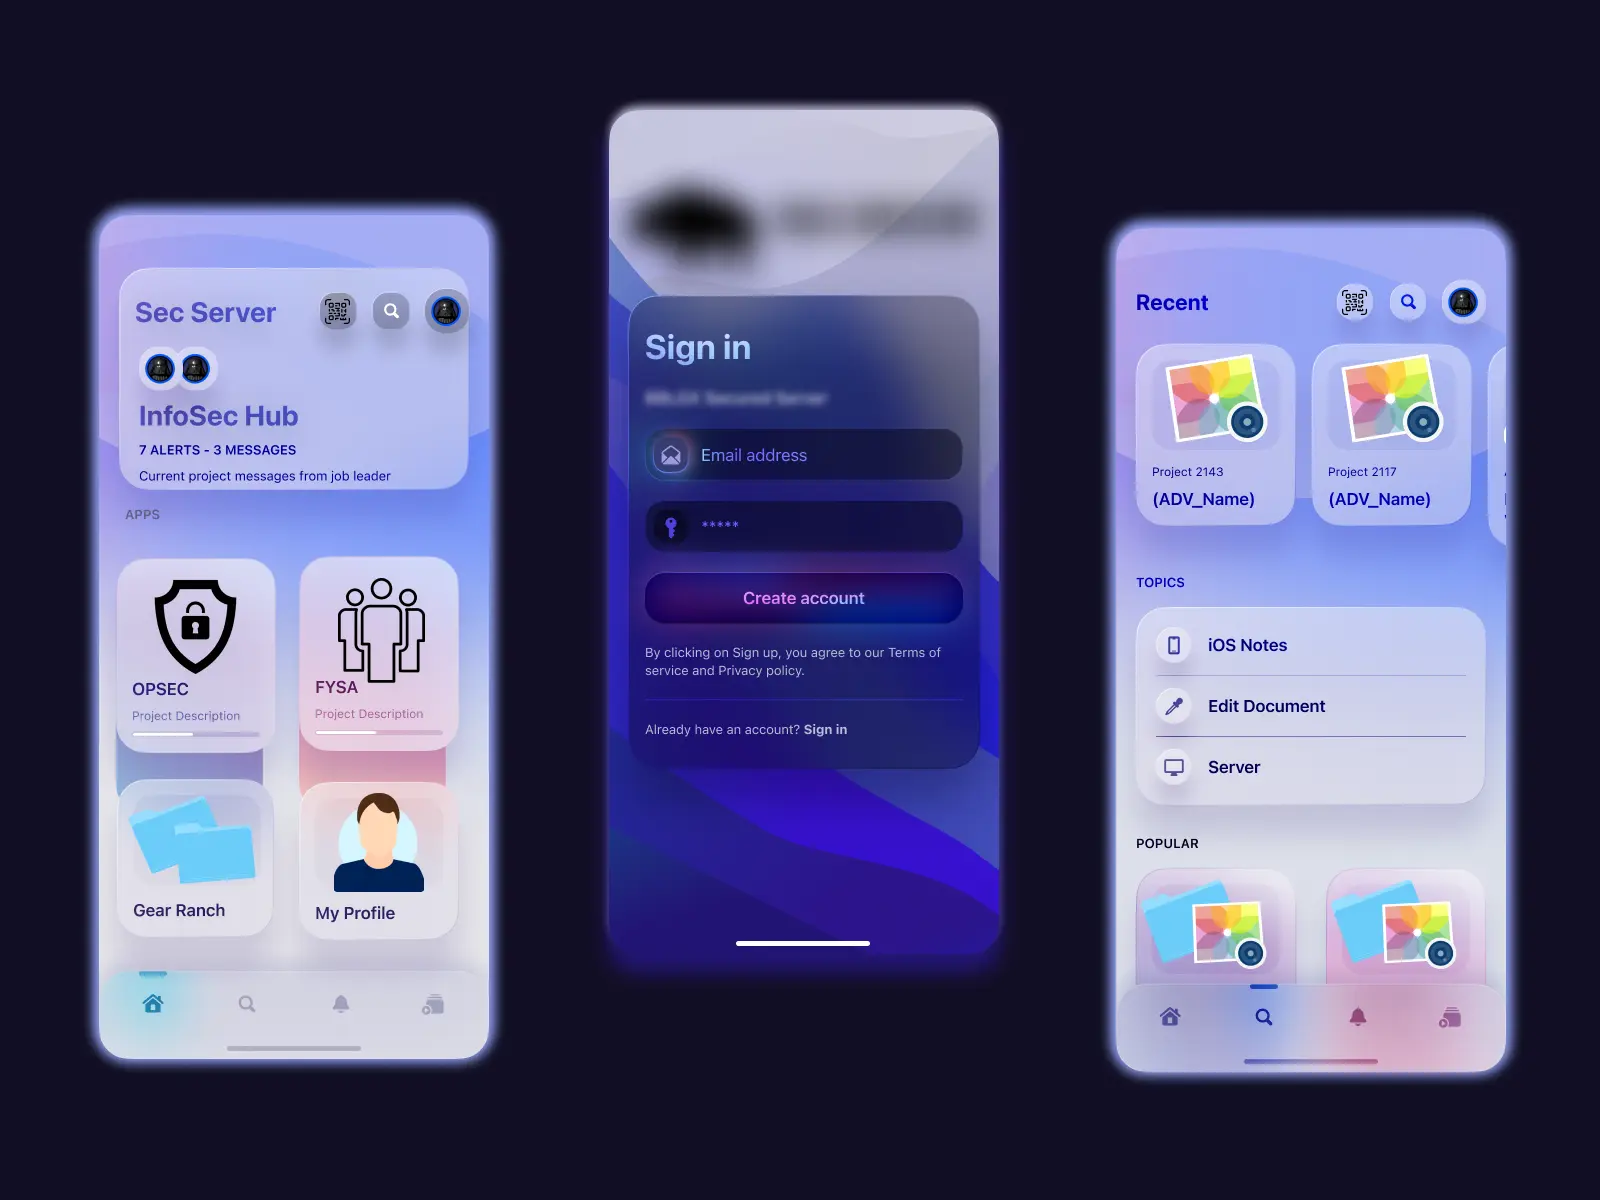 Sec Server
InfoSec Hub
7 ALERTS - 3 MESSAGES
Current project messages from job leader
APPS
OPSEC
Project Description
FYSA
Project Description
Gear Ranch
My Profile
Sign in
Secured Server
Email address
*****
Create account
By clicking on Sign up, you agree to our Terms of
service and Privacy policy.
Already have an account? Sign in
Recent
Project 2143
(ADV_Name)
Project 2117
(ADV_Name)
TOPICS
iOS Notes
Edit Document
Server
POPULAR